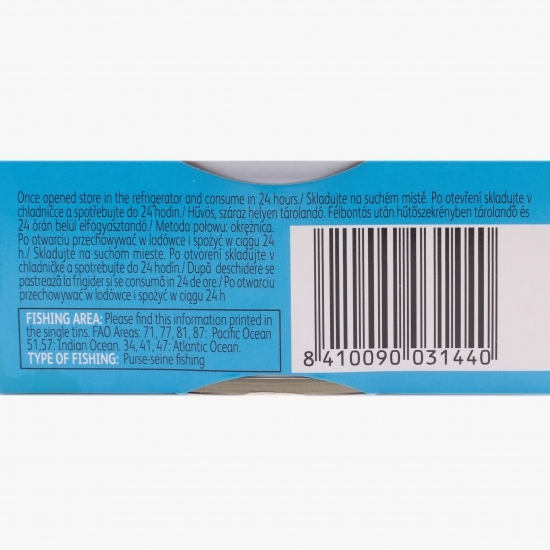 Once opened store in the refrigerator and consume in 24 hours./ Skladujte na suchém místě. Po otevření skladujte v
chladničce a spotřebujte do 24 hodin./ Hűvös, száraz helyen tárolandó. Félbontás után hűtőszekrényben tárolandó és
24 órán belül elfogyasztandó./ Metoda połowu: okrężnica.
Po otwarciu przechowywać w lodówce i spożyć w ciągu 24
h./ Skladujte na suchom mieste. Po otvorení skladujte v
chladničke a spotrebujte do 24 hodín./ După deschidere se
pastrează la frigider si se consumă in 24 de ore./ Po otwarciu
przechowywać w lodówce i spożyć w ciągu 24 h
FISHING AREA: Please find this information printed in
the single tins. FAO Areas: 71, 77, 81, 87: Pacific Ocean
51,57: Indian Ocean. 34, 41, 47: Atlantic Ocean.
TYPE OF FISHING: Purse-seine fishing
8 410090 031440